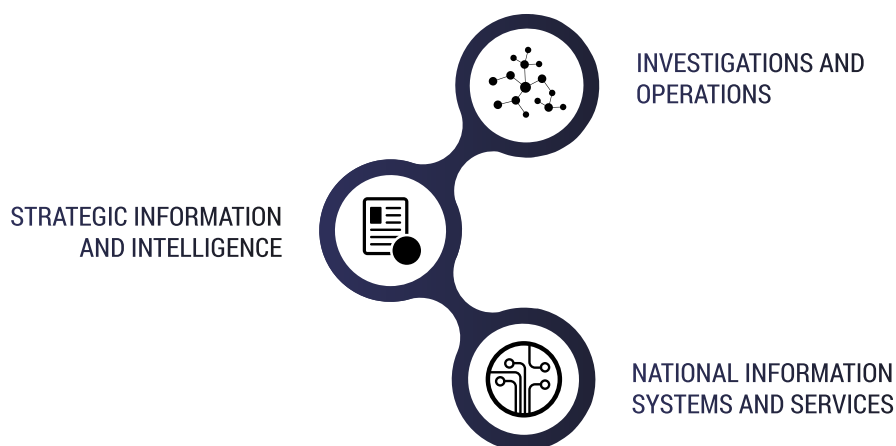 INVESTIGATIONS AND
OPERATIONS
STRATEGIC INFORMATION
AND INTELLIGENCE
NATIONAL INFORMATION
SYSTEMS AND SERVICES